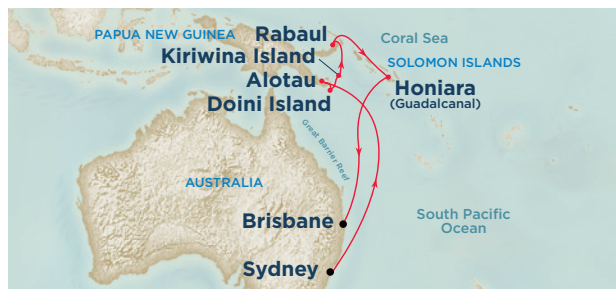 PAPUA NEW GUINEA
Rabaul
Coral Sea
Kiriwina Island
SOLOMON ISLANDS
Alotau
Honiara
(Guadalcanal)
Doini Island
Great Barrier Reef
AUSTRALIA
Brisbane
South Pacific
Ocean
Sydney